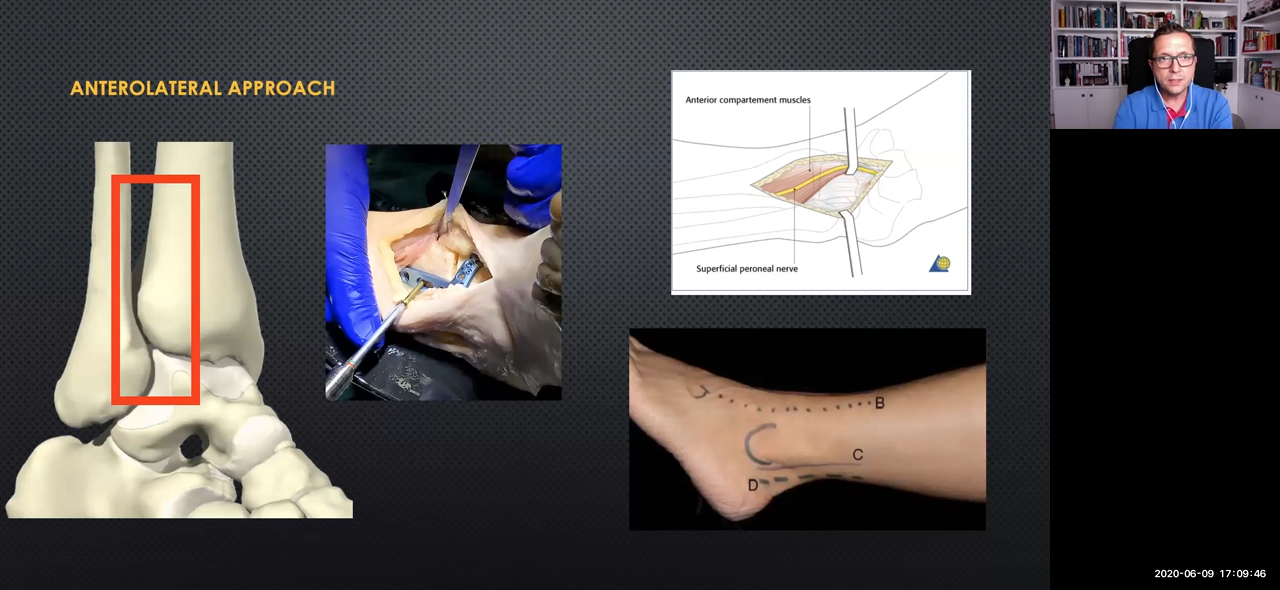 ANTEROLATERAL APPROACH
Anterior compartement muscles
Superficial peroneal nerve
B
C
D
2020-06-09 17:09:46